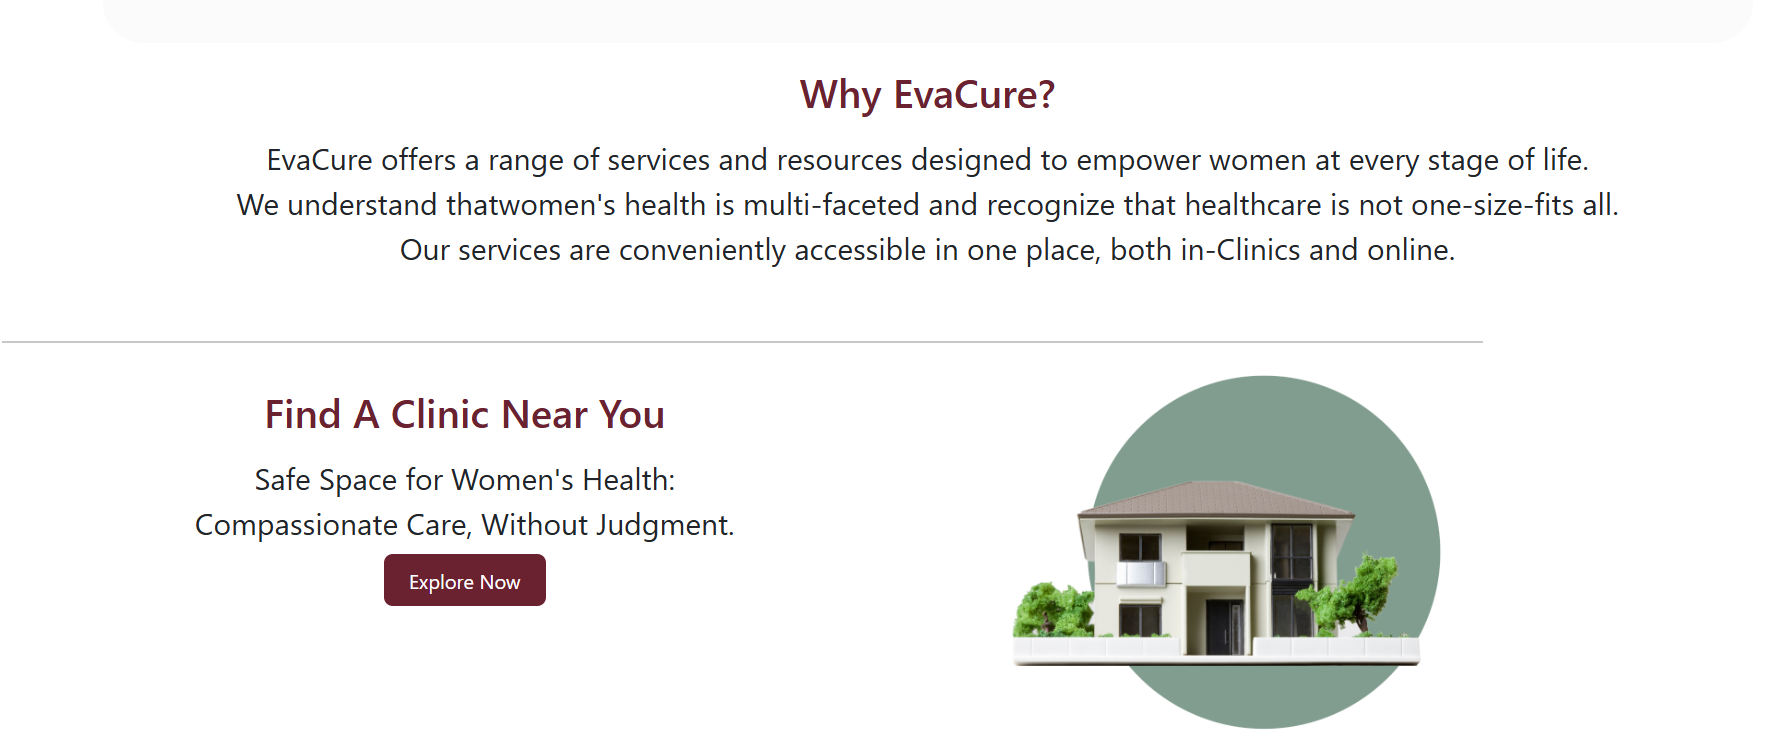 Why EvaCure?
EvaCure offers a range of services and resources designed to empower women at every stage of life.
We understand thatwomen's health is multi-faceted and recognize that healthcare is not one-size-fits all.
Our services are conveniently accessible in one place, both in-Clinics and online.
Find A Clinic Near You
Safe Space for Women's Health:
Compassionate Care, Without Judgment.
Explore Now